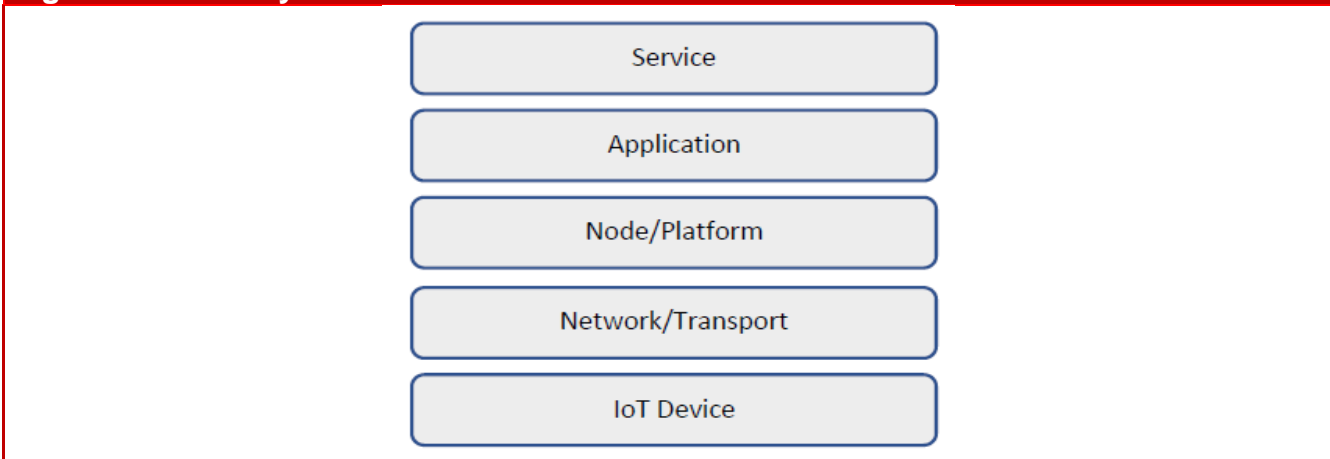 Service
Application
Node/Platform
Network/Transport
IoT Device